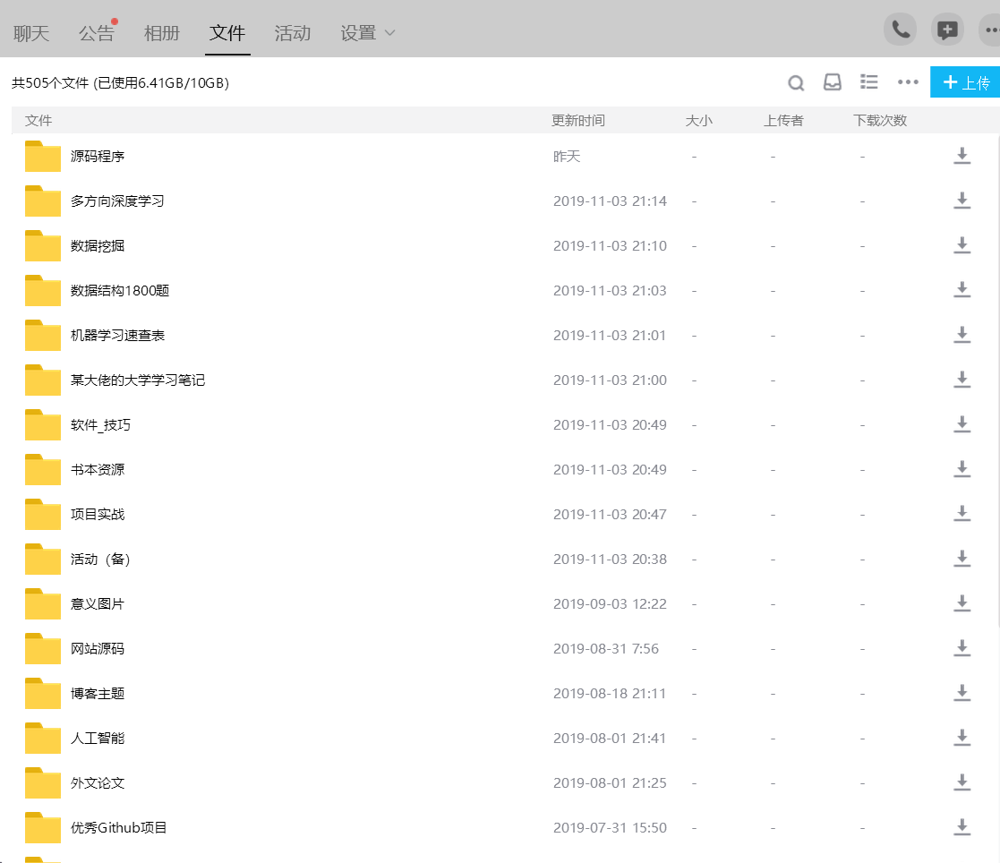 聊天 公告 相册 文件 活动 设置
共505个文件 (已使用6.41GB/10GB) 上传
文件 更新时间 大小 上传者 下载次数
源码程序 昨天 - - -
多方向深度学习 2019-11-03 21:14 - - -
数据挖掘 2019-11-03 21:10 - - -
数据结构1800题 2019-11-03 21:03 - - -
机器学习速查表 2019-11-03 21:01 - - -
某大佬的大学学习笔记 2019-11-03 21:00 - - -
软件_技巧 2019-11-03 20:49 - - -
书本资源 2019-11-03 20:49 - - -
项目实战 2019-11-03 20:47 - - -
活动（备） 2019-11-03 20:38 - - -
意义图片 2019-09-03 12:22 - - -
网站源码 2019-08-31 7:56 - - -
博客主题 2019-08-18 21:11 - - -
人工智能 2019-08-01 21:41 - - -
外文论文 2019-08-01 21:25 - - -
优秀Github项目 2019-07-31 15:50 - - -